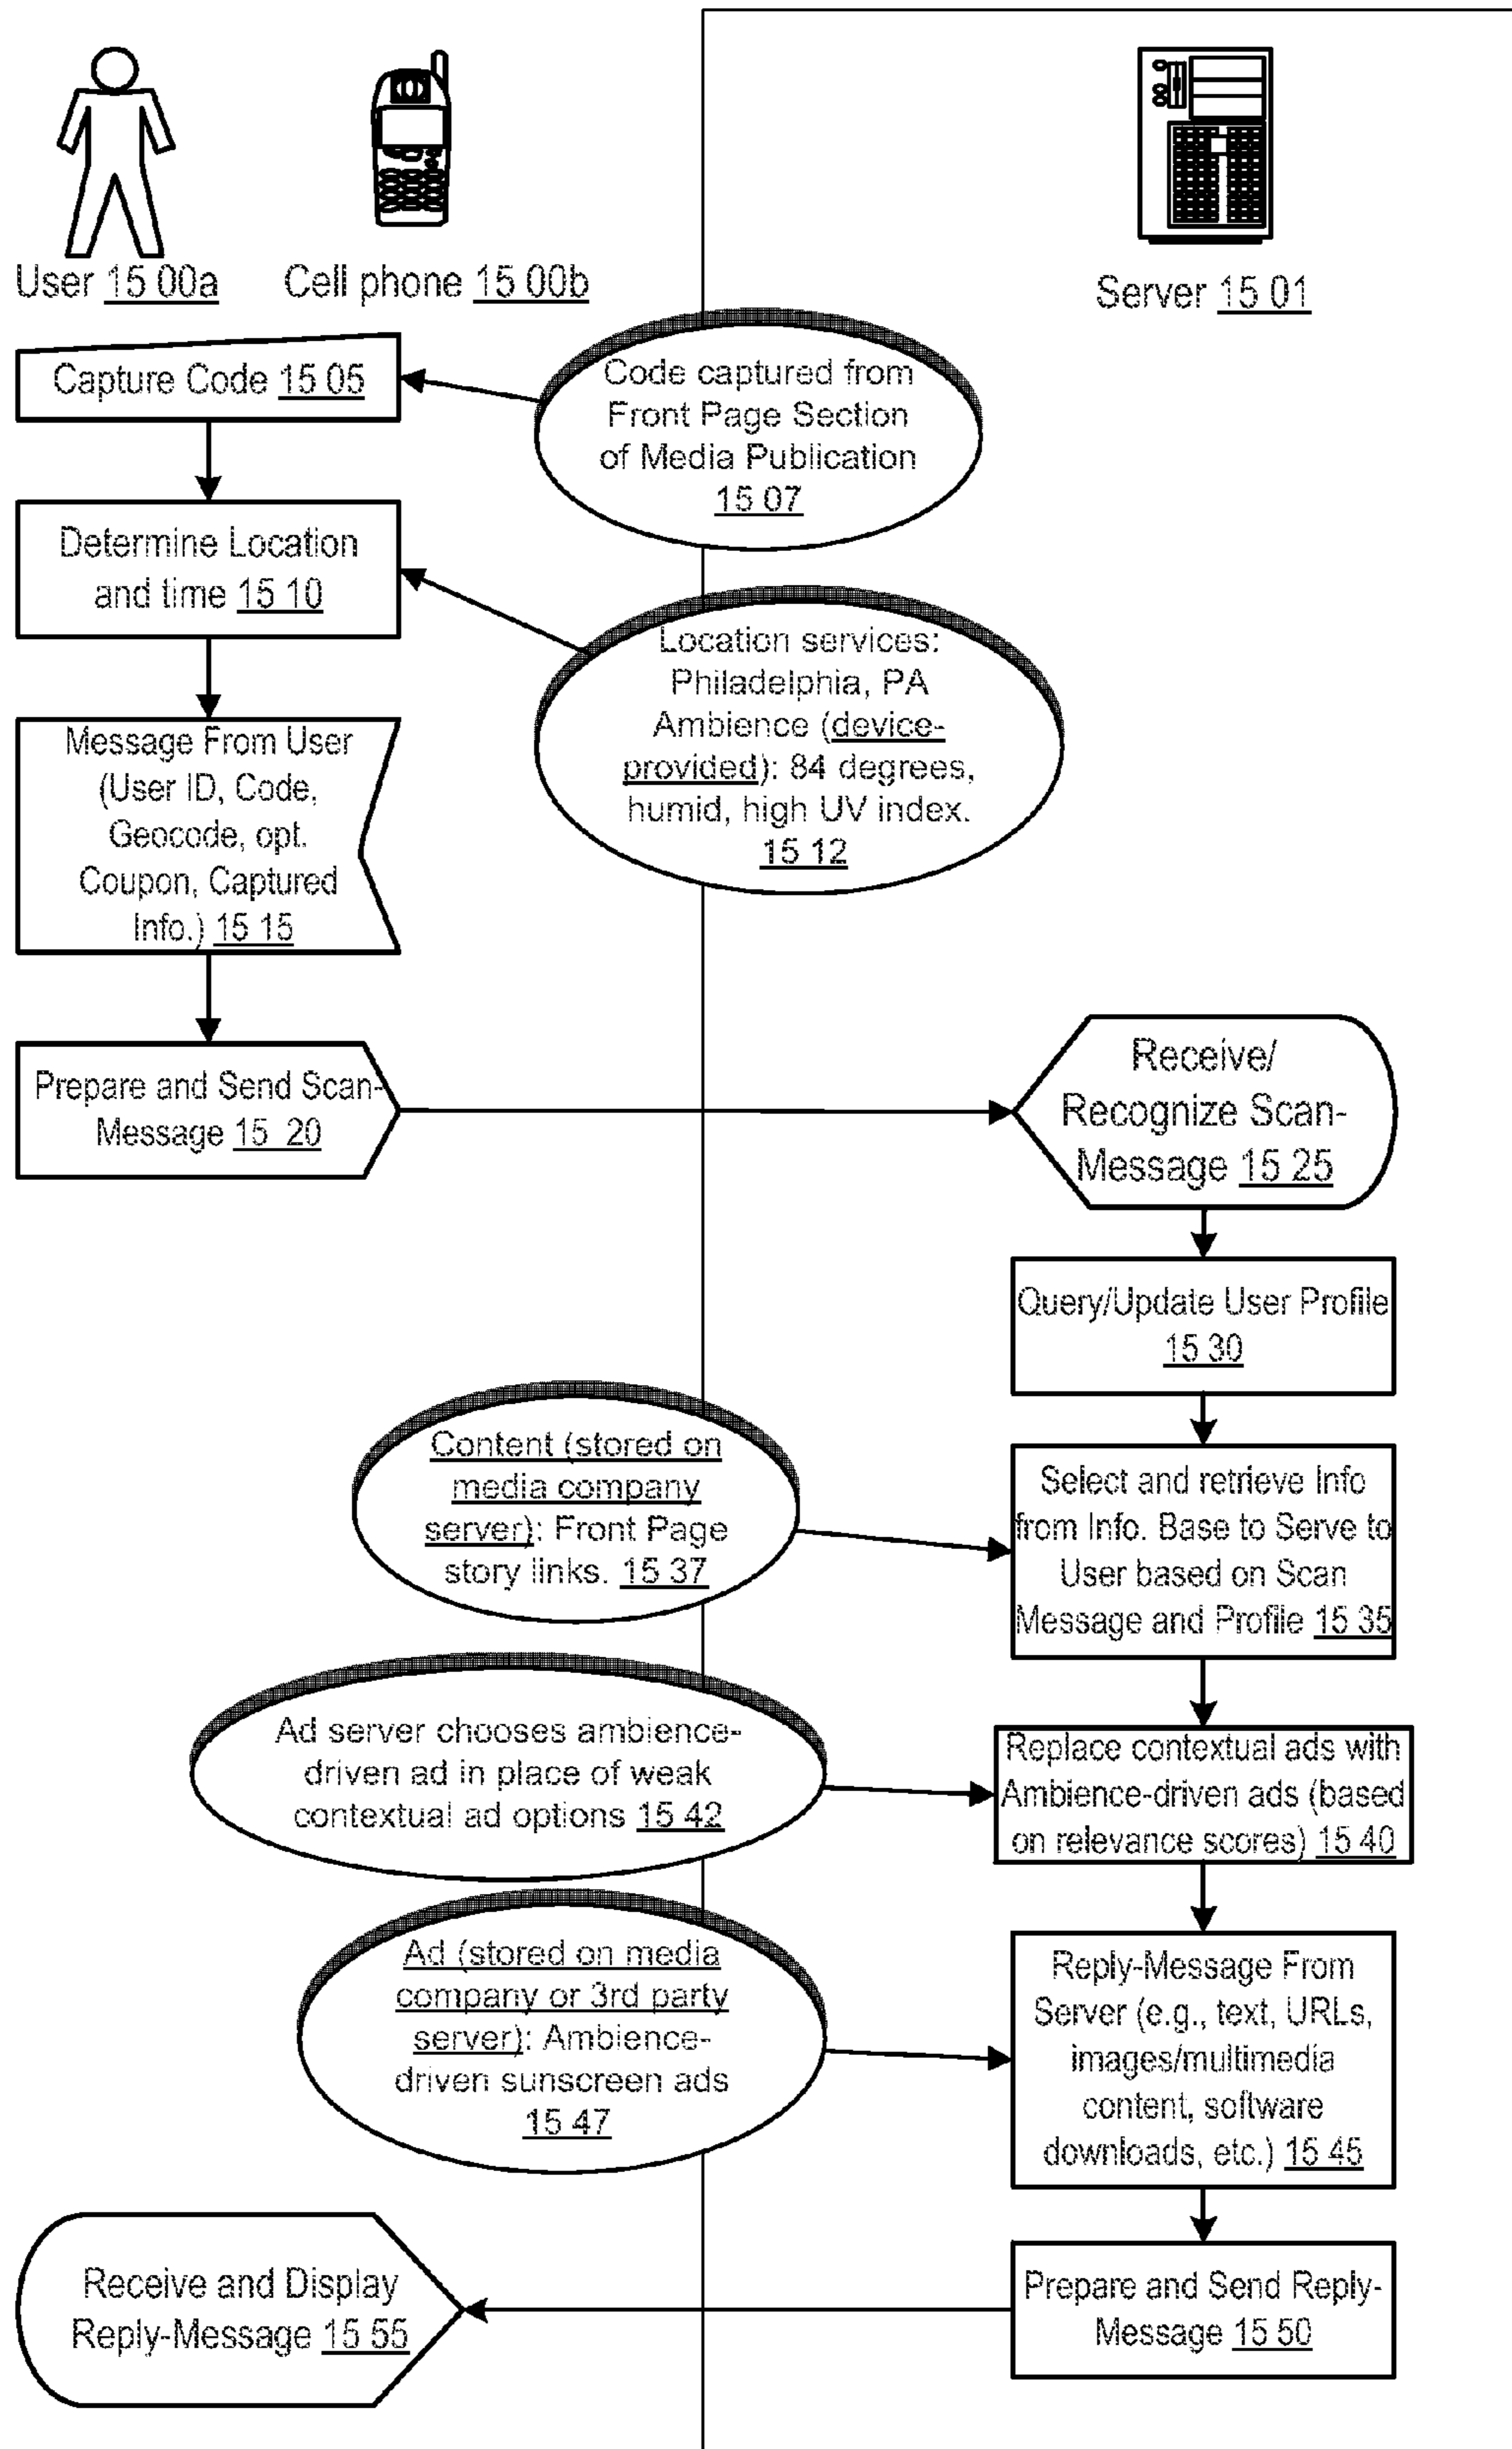 User 15 00a
Cell phone 15 00b
Server 15 01
Capture Code 15 05
Code captured from
Front Page Section
of Media Publication
15 07
Determine Location
and time 15 10
Location services:
Philadelphia, PA
Ambience (device-
provided): 84 degrees,
humid, high UV index.
15 12
Message From User
(User ID, Code,
Geocode, opt.
Coupon, Captured
Info.) 15 15
Prepare and Send Scan-
Message 15 20
Receive/
Recognize Scan-
Message 15 25
Query/Update User Profile
15 30
Content (stored on
media company
server): Front Page
story links. 15 37
Select and retrieve Info
from Info. Base to Serve to
User based on Scan
Message and Profile 15 35
Ad server chooses ambience-
driven ad in place of weak
contextual ad options 15 42
Replace contextual ads with
Ambience-driven ads (based
on relevance scores) 15 40
Ad (stored on media
company or 3rd party
server): Ambience-
driven sunscreen ads
15 47
Reply-Message From
Server (e.g., text, URLs,
images/multimedia
content, software
downloads, etc.) 15 45
Prepare and Send Reply-
Message 15 50
Receive and Display
Reply-Message 15 55